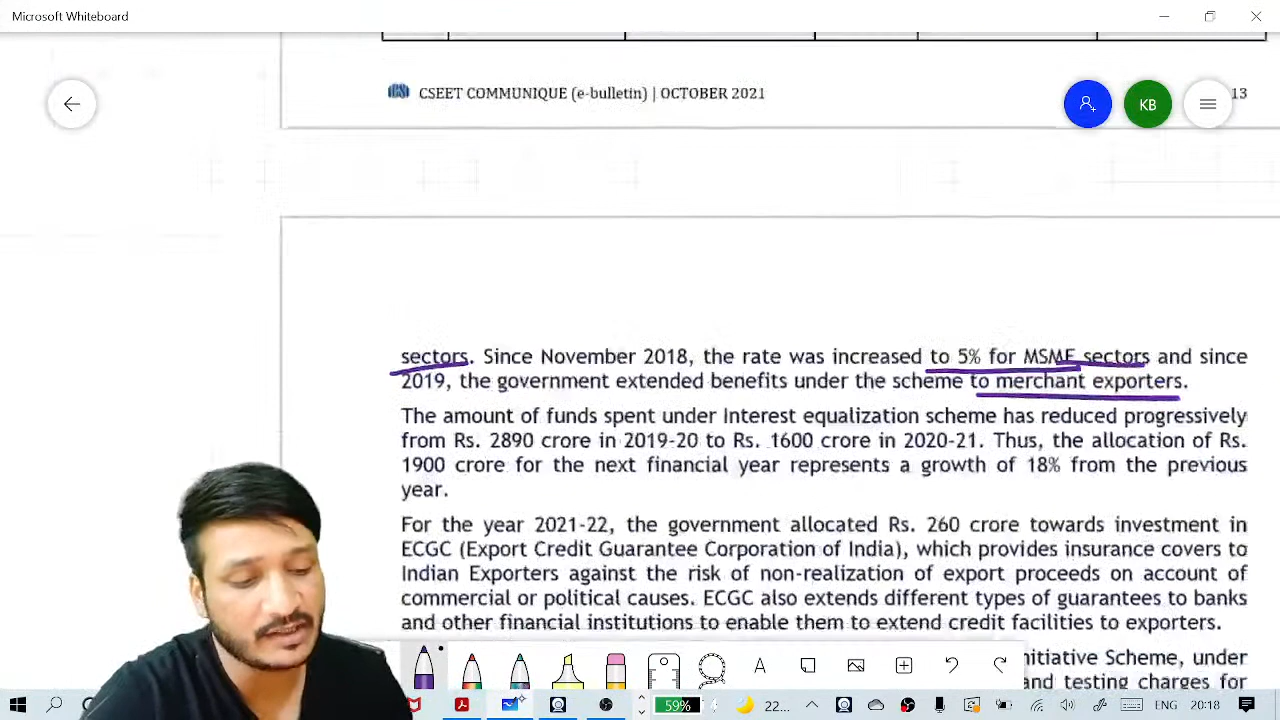 Microsoft Whiteboard
CSEET COMMUNIQUE (e-bulletin) | OCTOBER 2021
13
KB
sectors. Since November 2018, the rate was increased to 5% for MSME sectors and since
2019, the government extended benefits under the scheme to merchant exporters.
The amount of funds spent under Interest equalization scheme has reduced progressively
from Rs. 2890 crore in 2019-20 to Rs. 1600 crore in 2020-21. Thus, the allocation of Rs.
1900 crore for the next financial year represents a growth of 18% from the previous
year.
For the year 2021-22, the government allocated Rs. 260 crore towards investment in
ECGC (Export Credit Guarantee Corporation of India), which provides insurance covers to
Indian Exporters against the risk of non-realization of export proceeds on account of
commercial or political causes. ECGC also extends different types of guarantees to banks
and other financial institutions to enable them to extend credit facilities to exporters.
nitiative Scheme, under
and testing charges for
A
59%
22...
ENG
20:18